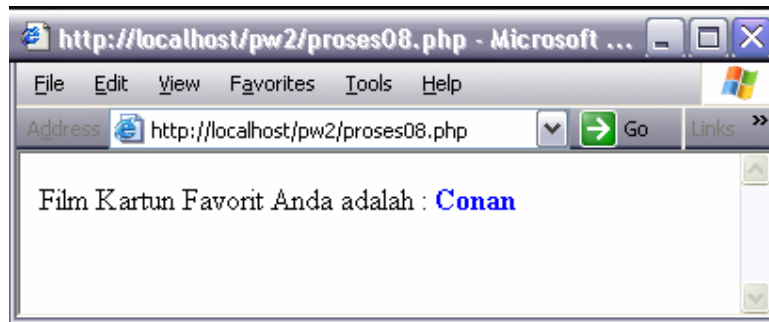 http://localhost/pw2/proses08.php - Microsoft ...
File Edit View Favorites Tools Help
Address http://localhost/pw2/proses08.php Go Links »
Film Kartun Favorit Anda adalah : Conan